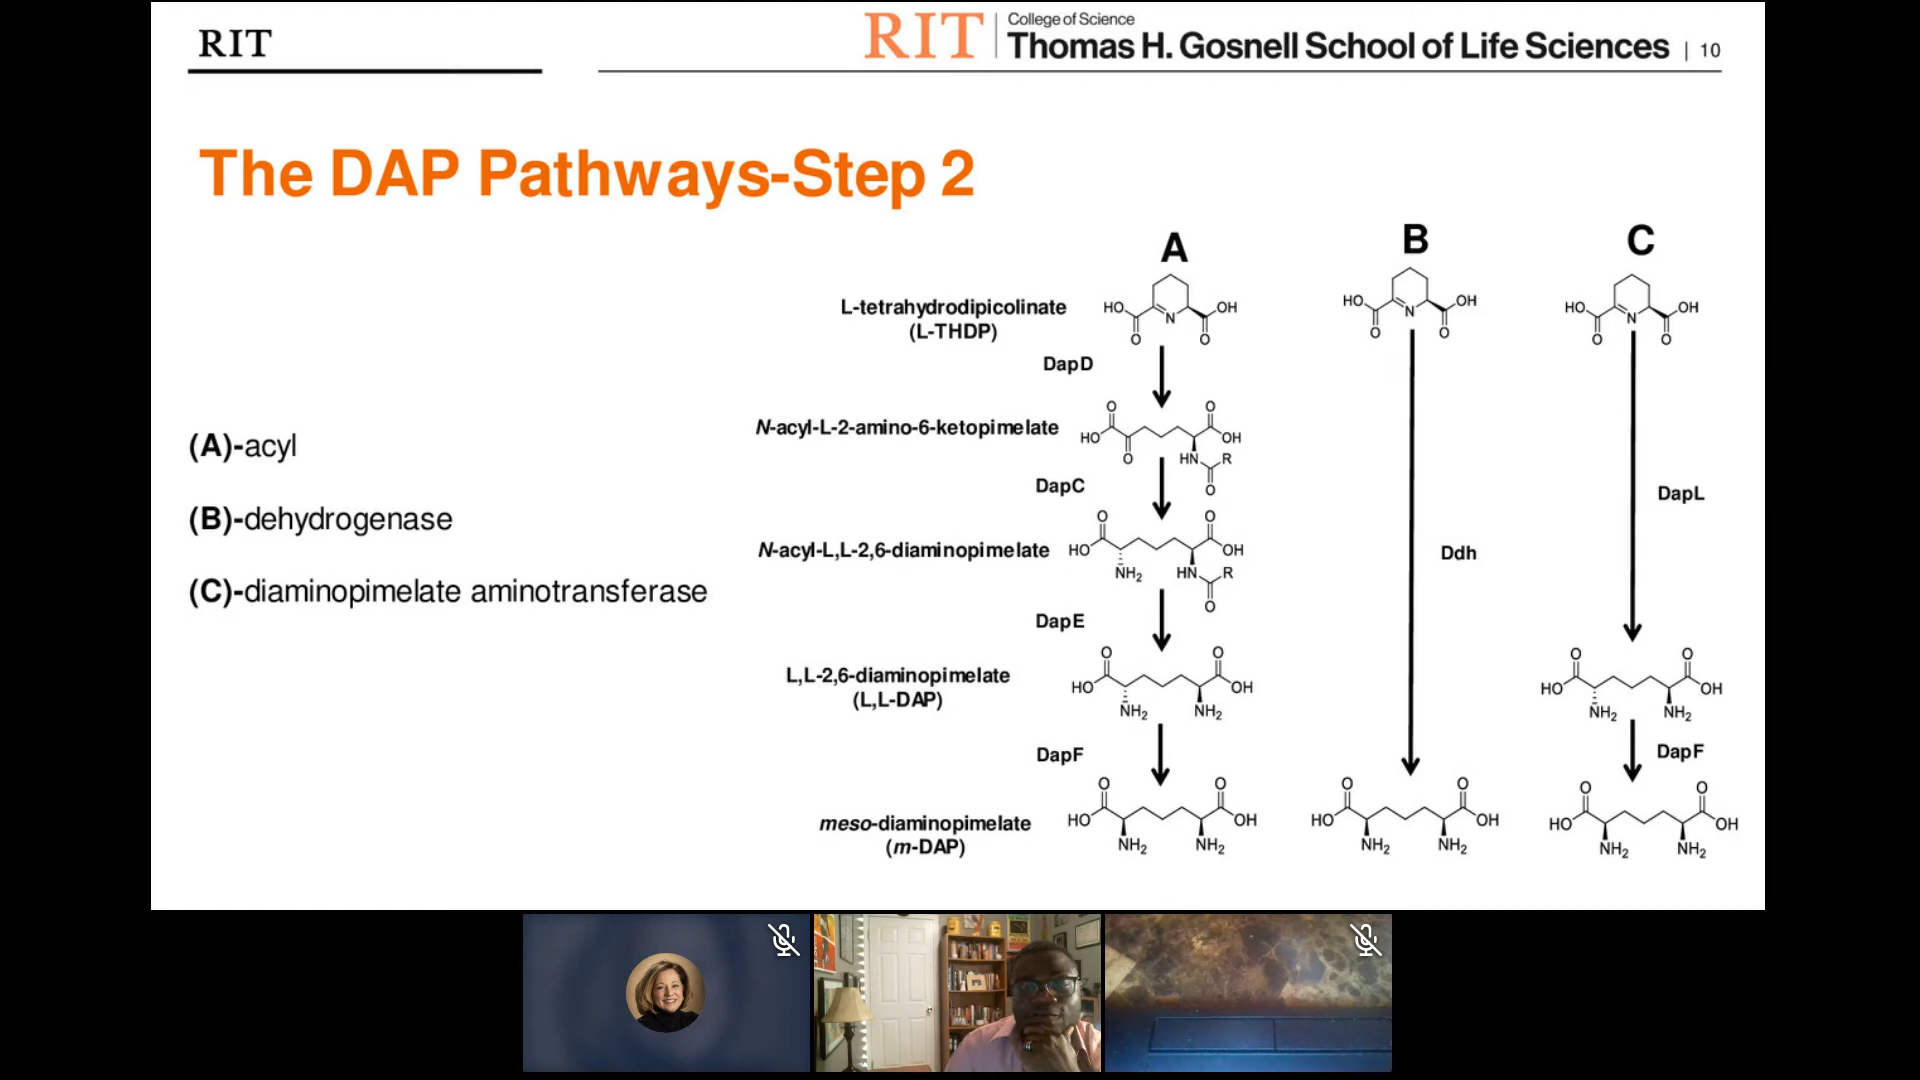 RIT
RIT
College of Science
Thomas H. Gosnell School of Life Sciences | 10
The DAP Pathways-Step 2
(A)-acyl
(B)-dehydrogenase
(C)-diaminopimelate aminotransferase
A
L-tetrahydrodipicolinate
(L-THDP)
HO
OH
N
O
O
DapD
N-acyl-L-2-amino-6-ketopimelate
O
O
HO
OH
O
HN
R
O
DapC
N-acyl-L,L-2,6-diaminopimelate
O
O
HO
OH
NH2
HN
R
O
DapE
L,L-2,6-diaminopimelate
(L,L-DAP)
O
O
HO
OH
NH2
NH2
DapF
meso-diaminopimelate
(m-DAP)
O
O
HO
OH
NH2
NH2
B
HO
OH
N
O
O
Ddh
O
O
HO
OH
NH2
NH2
C
HO
OH
N
O
O
DapL
O
O
HO
OH
NH2
NH2
DapF
O
O
HO
OH
NH2
NH2